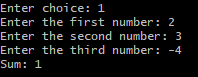 Enter choice: 1
Enter the first number: 2
Enter the second number: 3
Enter the third number: -4
Sum: 1